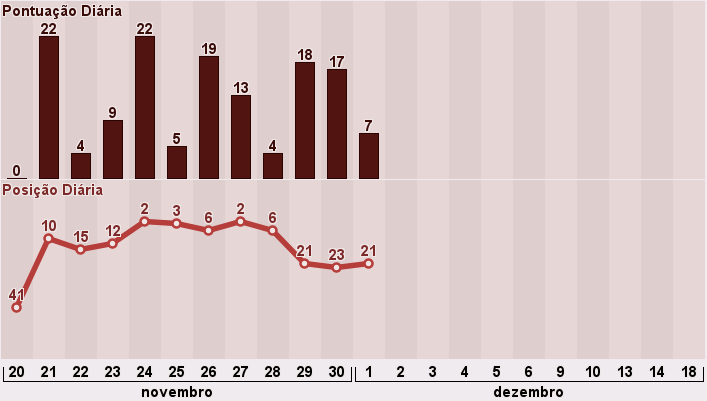 Pontuação Diária
0 22 4 9 22 5 19 13 4 18 17 7
Posição Diária
41 10 15 12 2 3 6 2 6 21 23 21
20 21 22 23 24 25 26 27 28 29 30 1 2 3 4 5 6 9 10 13 14 18
novembro dezembro